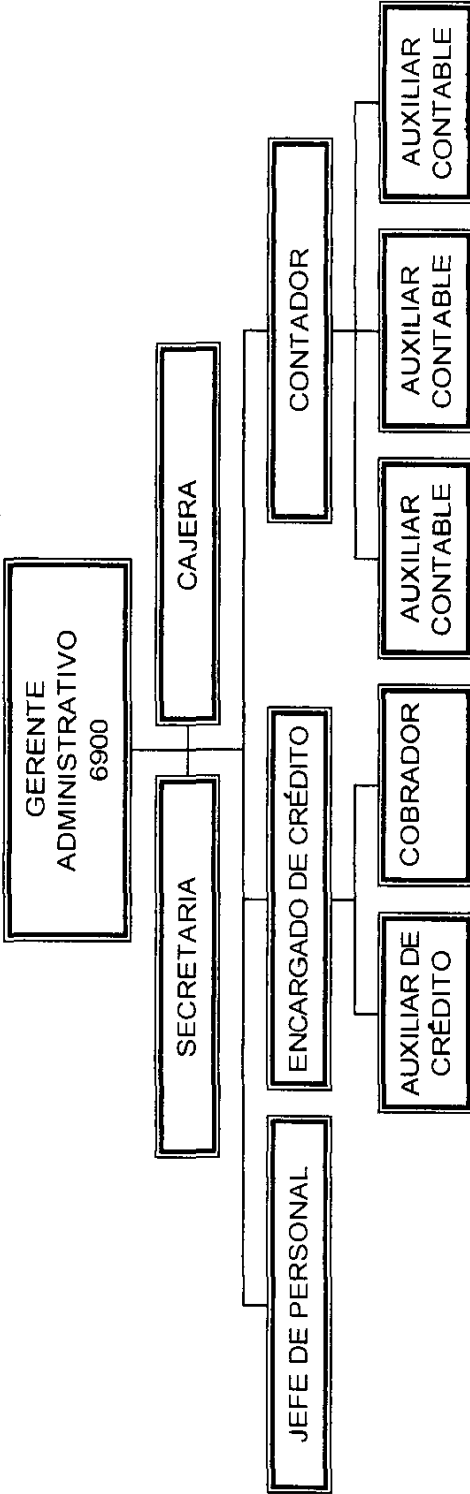 GERENTE
ADMINISTRATIVO
6900
SECRETARIA
CAJERA
JEFE DE PERSONAL
ENCARGADO DE CRÉDITO
CONTADOR
AUXILIAR DE
CRÉDITO
COBRADOR
AUXILIAR
CONTABLE
AUXILIAR
CONTABLE
AUXILIAR
CONTABLE